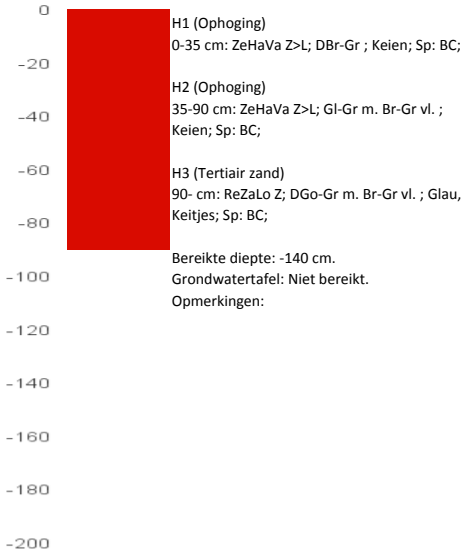 0
-20
-40
-60
-80
-100
-120
-140
-160
-180
-200
H1 (Ophoging)
0-35 cm: ZeHaVa Z>L; DBr-Gr ; Keien; Sp: BC;
H2 (Ophoging)
35-90 cm: ZeHaVa Z>L; Gl-Gr m. Br-Gr vl. ;
Keien; Sp: BC;
H3 (Tertiair zand)
90- cm: ReZaLo Z; DGo-Gr m. Br-Gr vl. ; Glau,
Keitjes; Sp: BC;
Bereikte diepte: -140 cm.
Grondwatertafel: Niet bereikt.
Opmerkingen: